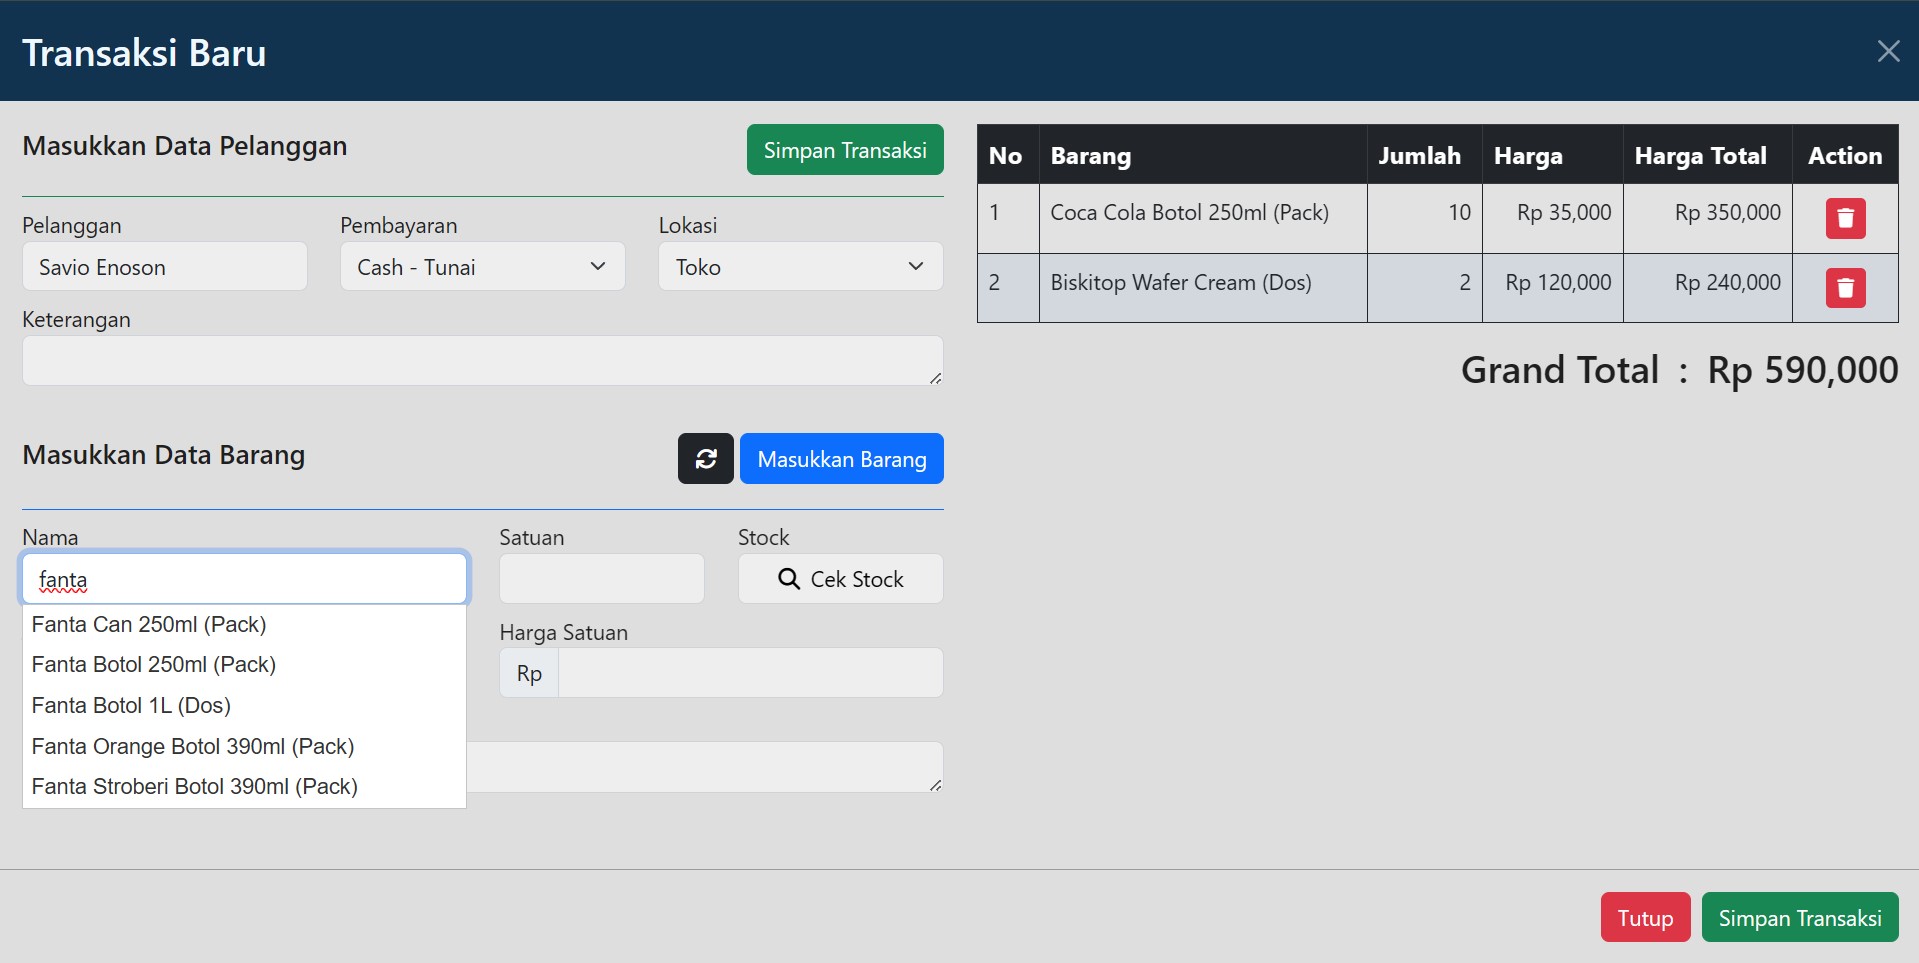 Transaksi Baru
Masukkan Data Pelanggan
Simpan Transaksi
Pelanggan Pembayaran Lokasi
Savio Enoson Cash - Tunai Toko
Keterangan
Masukkan Data Barang
Masukkan Barang
Nama Satuan Stock
fanta Cek Stock
Fanta Can 250ml (Pack)
Fanta Botol 250ml (Pack)
Fanta Botol 1L (Dos)
Fanta Orange Botol 390ml (Pack)
Fanta Stroberi Botol 390ml (Pack)
Harga Satuan
Rp
No Barang Jumlah Harga Harga Total Action
1 Coca Cola Botol 250ml (Pack) 10 Rp 35,000 Rp 350,000
2 Biskitop Wafer Cream (Dos) 2 Rp 120,000 Rp 240,000
Grand Total : Rp 590,000
Tutup Simpan Transaksi